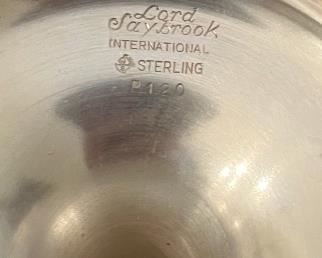 Lord
Saybrook
INTERNATIONAL
STERLING
P120